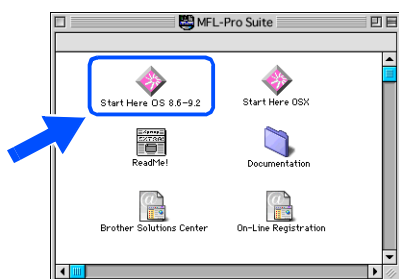 MFL-Pro Suite
Start Here OS 8.6-9.2
Start Here OSX
ReadMe!
Documentation
Brother Solutions Center
On-Line Registration